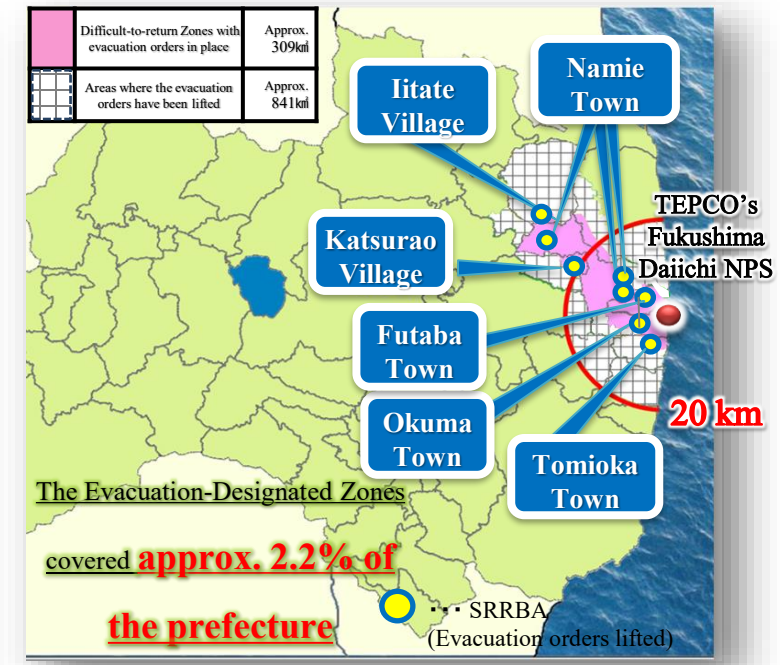 Difficult-to-return Zones with
evacuation orders in place
Approx.
309㎢
Areas where the evacuation
orders have been lifted
Approx.
841㎢
Namie
Town
Iitate
Village
TEPCO’s
Fukushima
Daiichi NPS
Katsurao
Village
Futaba
Town
20 km
Okuma
Town
Tomioka
Town
The Evacuation-Designated Zones
covered approx. 2.2% of
the prefecture
･･･ SRRBA
(Evacuation orders lifted)